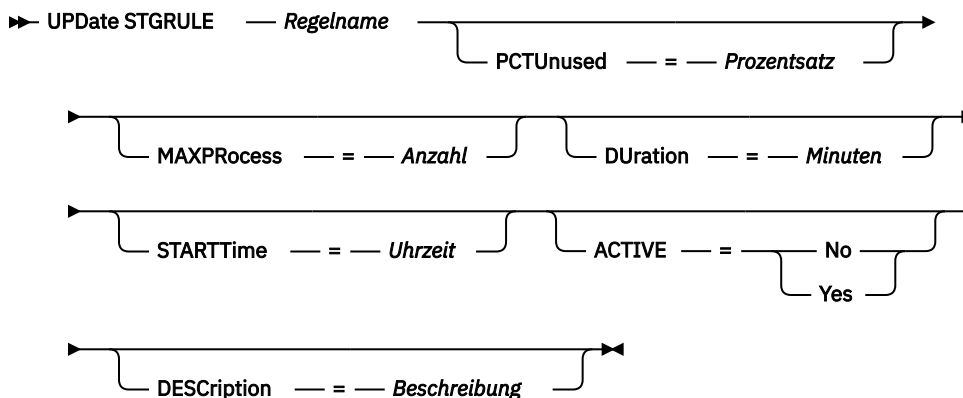 UPDate STGRULE Regelname
PCTUnused = Prozentsatz
MAXPRocess = Anzahl DUration = Minuten
STARTTime = Uhrzeit ACTIVE = No
Yes
DESCription = Beschreibung